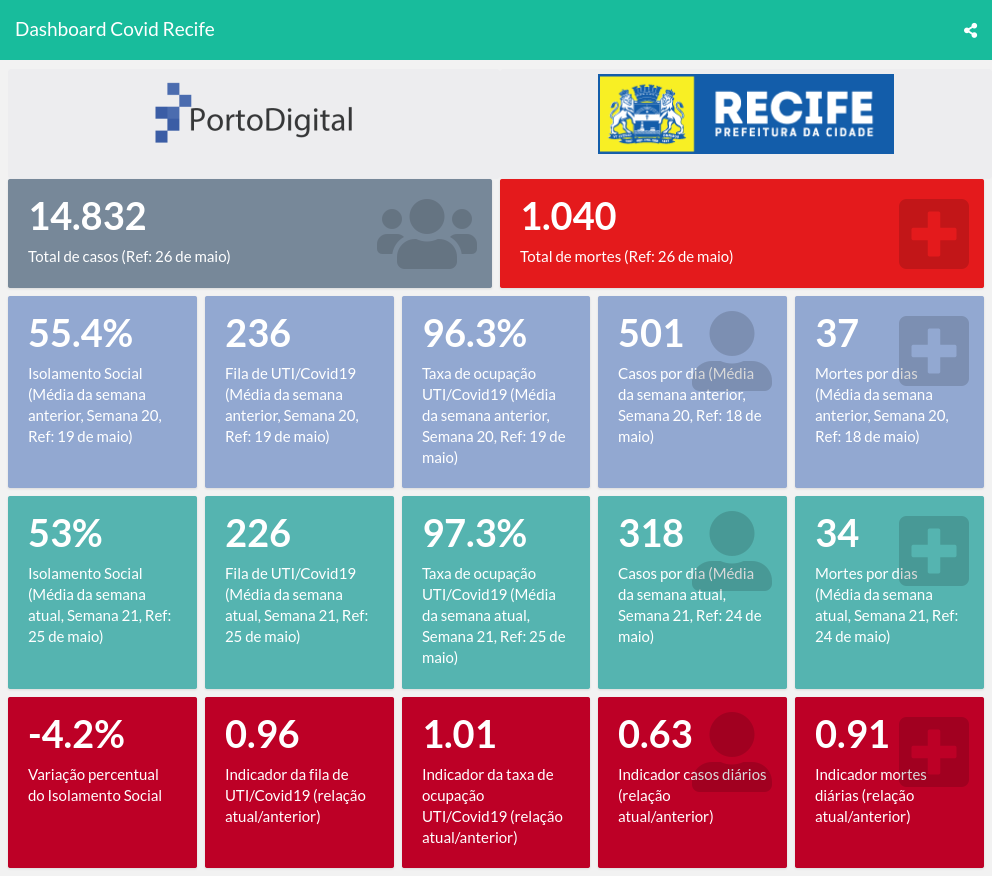 Dashboard Covid Recife
PortoDigital
RECIFE
PREFEITURA DA CIDADE
14.832
Total de casos (Ref: 26 de maio)
1.040
Total de mortes (Ref: 26 de maio)
55.4%
Isolamento Social
(Média da semana
anterior, Semana 20,
Ref: 19 de maio)
236
Fila de UTI/Covid19
(Média da semana
anterior, Semana 20,
Ref: 19 de maio)
96.3%
Taxa de ocupação
UTI/Covid19 (Média
da semana anterior,
Semana 20, Ref: 19 de
maio)
501
Casos por dia (Média
da semana anterior,
Semana 20, Ref: 18 de
maio)
37
Mortes por dias
(Média da semana
anterior, Semana 20,
Ref: 18 de maio)
53%
Isolamento Social
(Média da semana
atual, Semana 21, Ref:
25 de maio)
226
Fila de UTI/Covid19
(Média da semana
atual, Semana 21, Ref:
25 de maio)
97.3%
Taxa de ocupação
UTI/Covid19 (Média
da semana atual,
Semana 21, Ref: 25 de
maio)
318
Casos por dia (Média
da semana atual,
Semana 21, Ref: 24 de
maio)
34
Mortes por dias
(Média da semana
atual, Semana 21, Ref:
24 de maio)
-4.2%
Variação percentual
do Isolamento Social
0.96
Indicador da fila de
UTI/Covid19 (relação
atual/anterior)
1.01
Indicador da taxa de
ocupação
UTI/Covid19 (relação
atual/anterior)
0.63
Indicador casos diários
(relação
atual/anterior)
0.91
Indicador mortes
diárias (relação
atual/anterior)